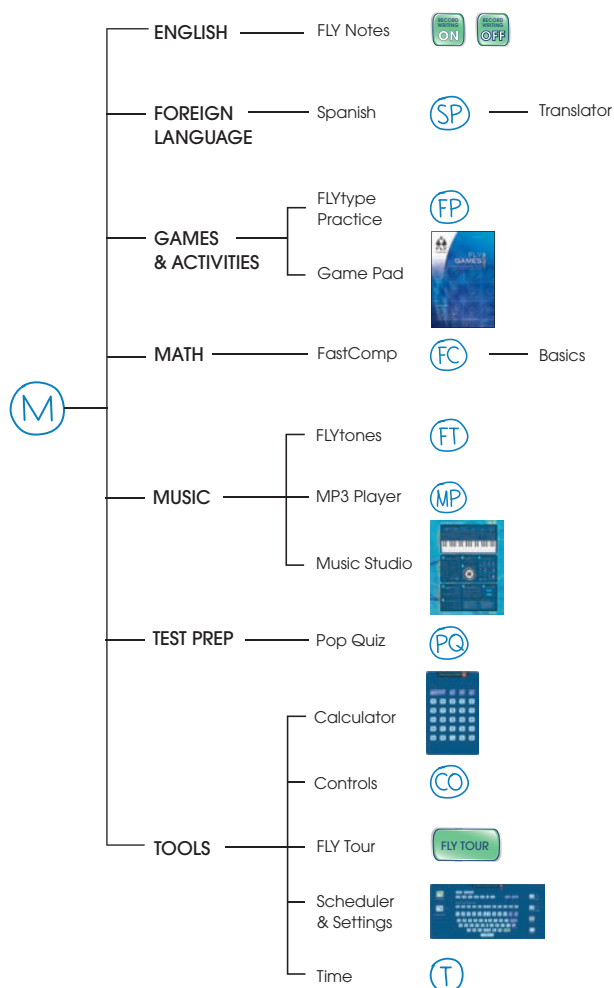 ENGLISH
FLY Notes
RECORD
WRITING
ON
RECORD
WRITING
OFF
FOREIGN
LANGUAGE
Spanish
SP
Translator
GAMES
& ACTIVITIES
FLYtype
Practice
FP
Game Pad
FLY
GAMES
M
MATH
FastComp
FC
Basics
MUSIC
FLYtones
FT
MP3 Player
MP
Music Studio
TEST PREP
Pop Quiz
PQ
TOOLS
Calculator
Controls
CO
FLY Tour
FLY TOUR
Scheduler
& Settings
Time
T